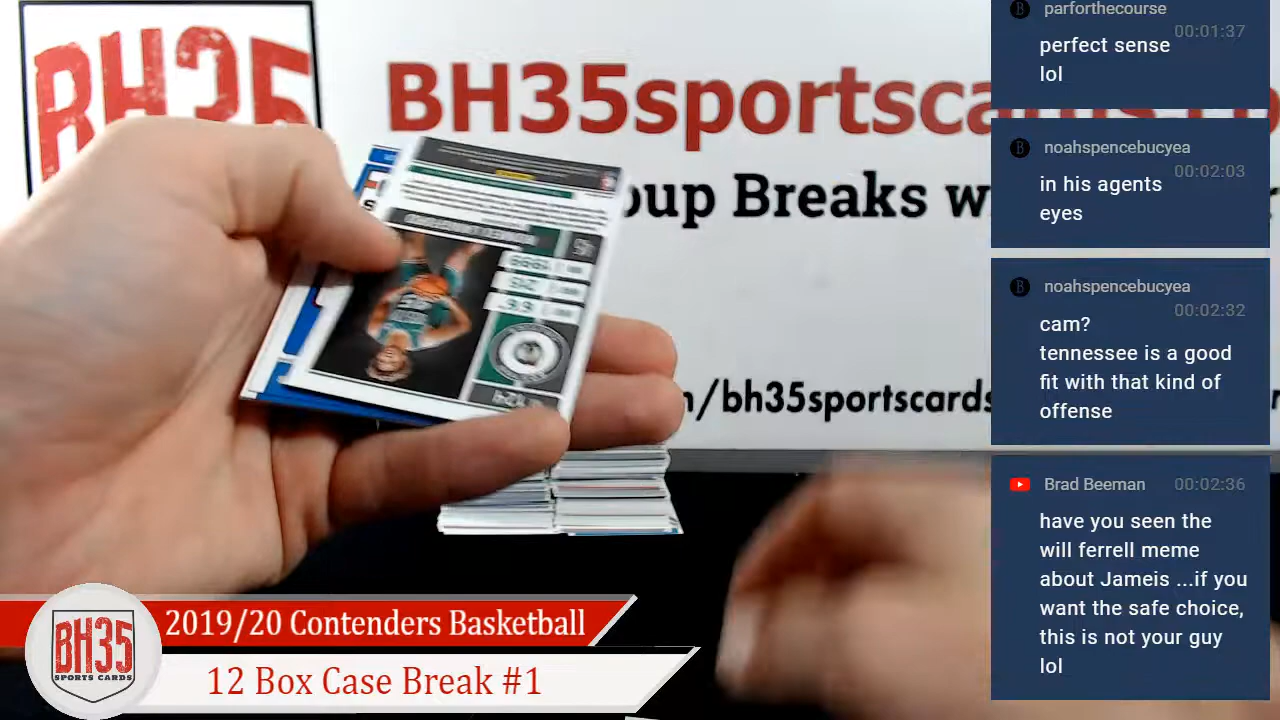 BH35
BH35sportscards
oup Breaks w
n/bh35sportscards
parforthecourse
00:01:37
perfect sense
lol
noahspencebucyea
00:02:03
in his agents
eyes
noahspencebucyea
00:02:32
cam?
tennessee is a good
fit with that kind of
offense
Brad Beeman 00:02:36
have you seen the
will ferrell meme
about Jameis ...if you
want the safe choice,
this is not your guy
lol
BH35
SPORTS CARDS
2019/20 Contenders Basketball
12 Box Case Break #1